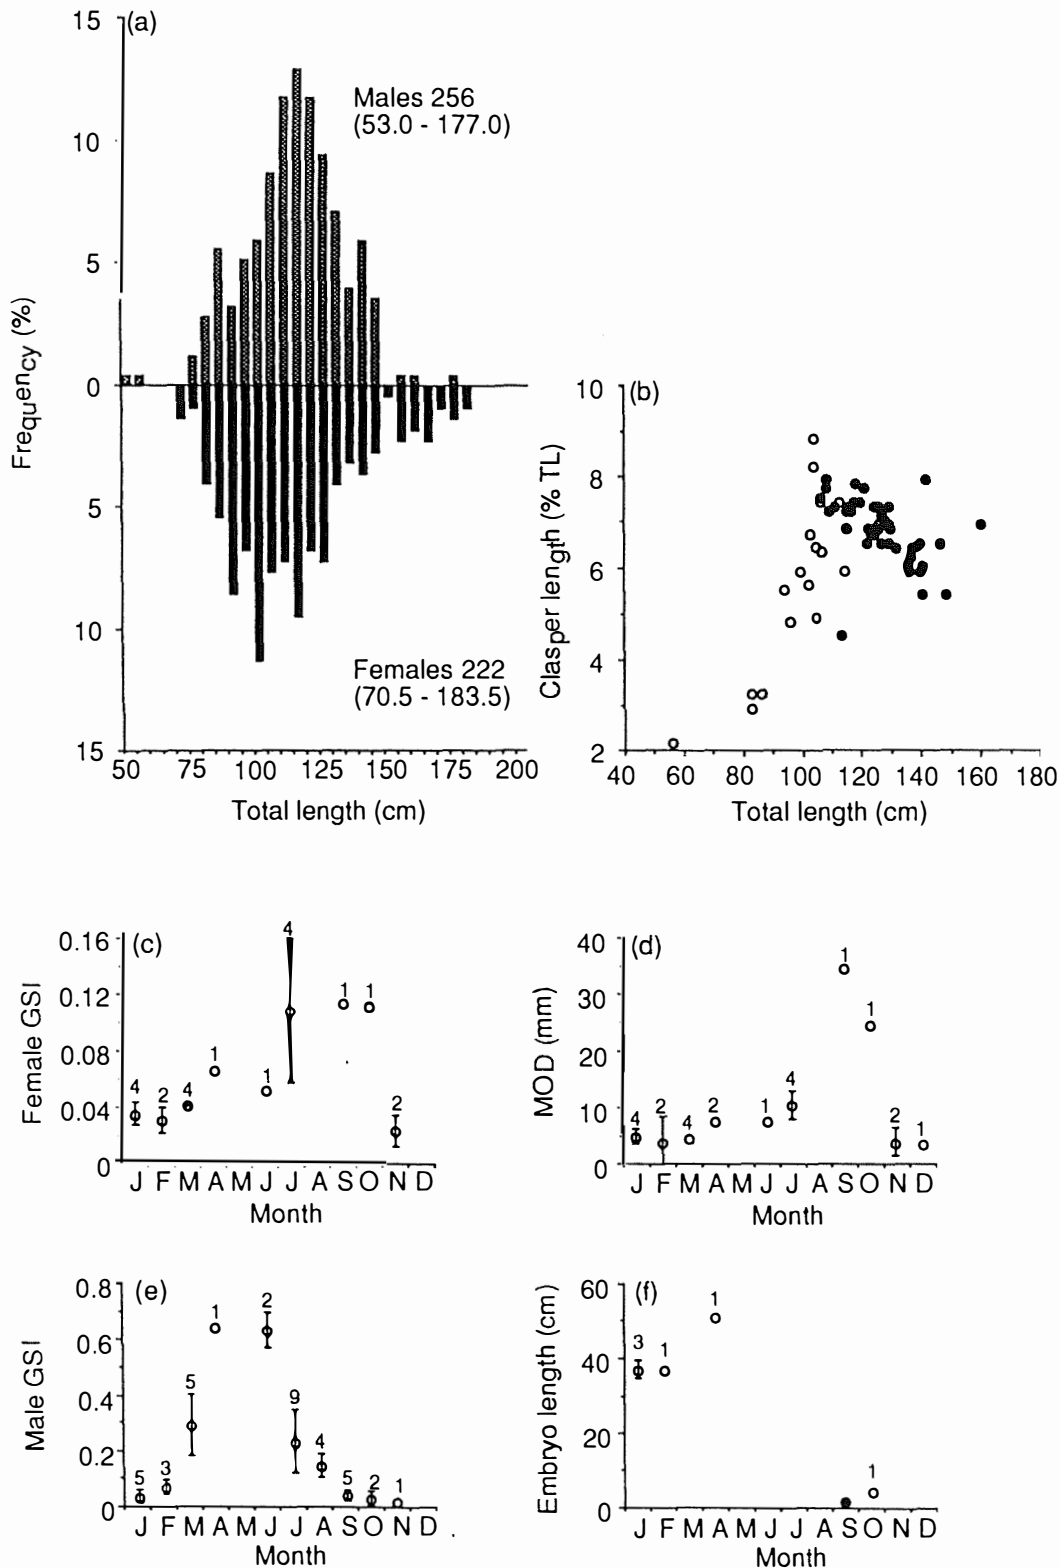 (a)
15
10
5
0
5
10
15
Frequency (%)
Males 256
(53.0 - 177.0)
Females 222
(70.5 - 183.5)
50 75 100 125 150 175 200
Total length (cm)
(b)
10
8
6
4
2
Clasper length (% TL)
40 60 80 100 120 140 160 180
Total length (cm)
(c)
0.16
0.12
0.08
0.04
0
Female GSI
4 2 4 1 1 4 1 1 2
J F M A M J J A S O N D
Month
(d)
40
30
20
10
0
MOD (mm)
4 2 4 2 1 4 1 1 2 1
J F M A M J J A S O N D
Month
(e)
0.8
0.6
0.4
0.2
0
Male GSI
5 3 5 1 2 9 4 5 2 1
J F M A M J J A S O N D
Month
(f)
60
40
20
0
Embryo length (cm)
3 1 1 1
J F M A M J J A S O N D
Month